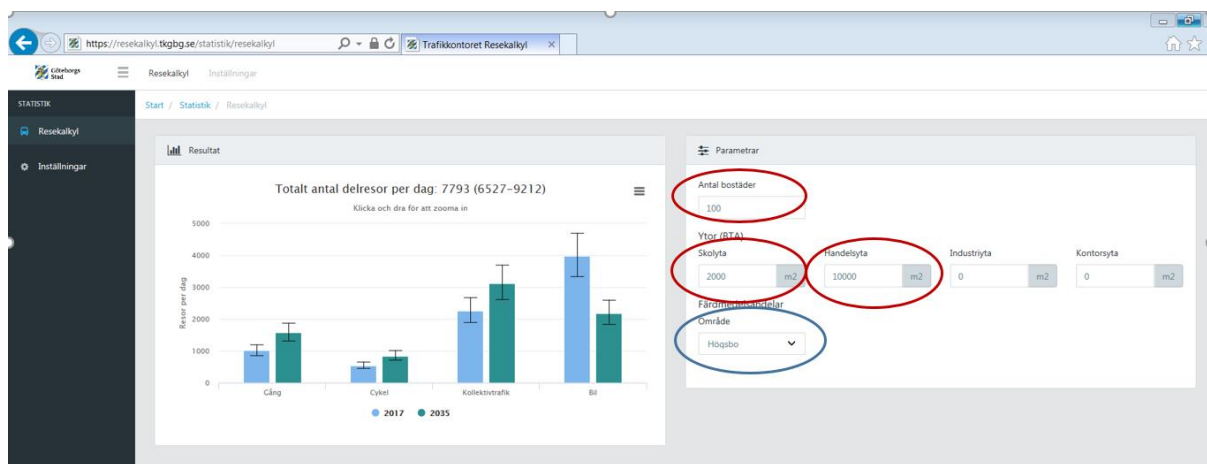 https://resekalkyl.tkgbg.se/statistik/resekalkyl
Trafikkontoret Resekalkyl
Göteborgs
Stad
Resekalkyl Inställningar
STATISTIK
Start / Statistik / Resekalkyl
Resekalkyl
Inställningar
Resultat
Totalt antal delresor per dag: 7793 (6527-9212)
Klicka och dra för att zooma in
Resor per dag
5000
4000
3000
2000
1000
0
Gång Cykel Kollektivtrafik Bil
2017 2035
Parametrar
Antal bostäder
100
Ytor (BTA)
Skolyta Handelsyta Industriyta Kontorsyta
2000 m2 10000 m2 0 m2 0 m2
Färdmedelsandelar
Område
Högsbo